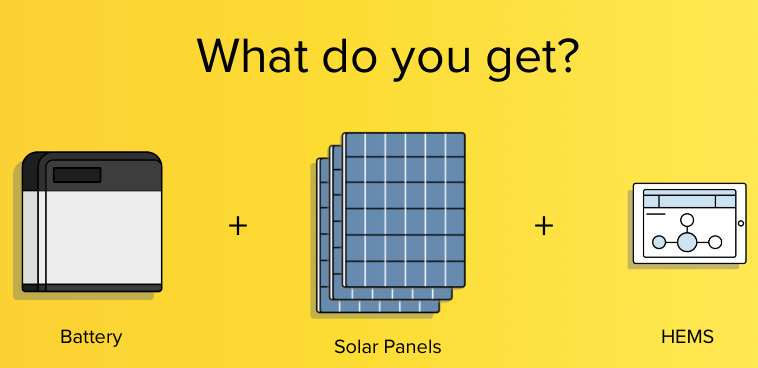 What do you get?
+
+
Battery
Solar Panels
HEMS